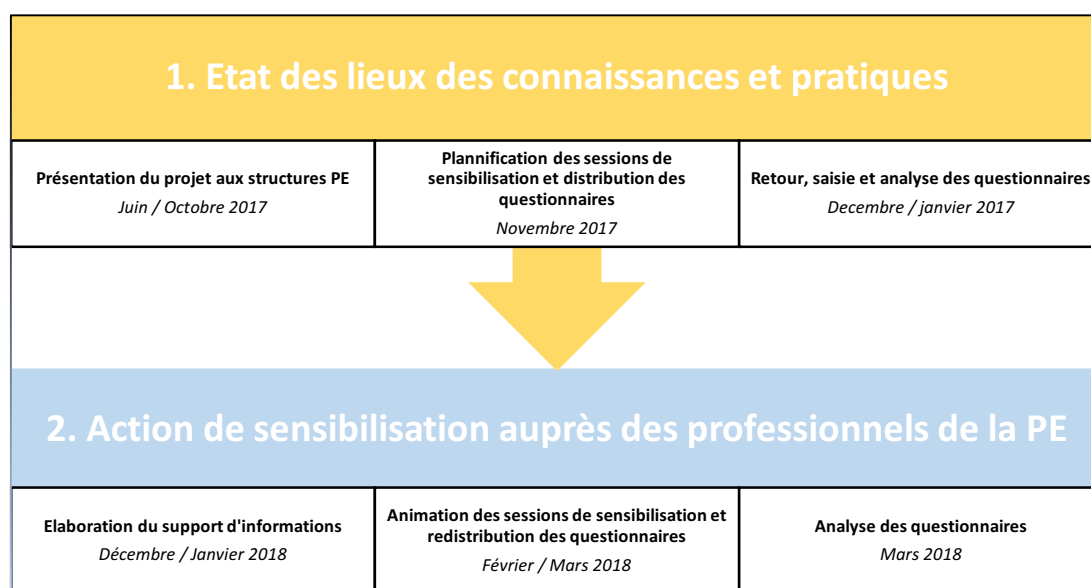 1. Etat des lieux des connaissances et pratiques
Présentation du projet aux structures PE
Juin / Octobre 2017
Plannification des sessions de
sensibilisation et distribution des
questionnaires
Novembre 2017
Retour, saisie et analyse des questionnaires
Decembre / janvier 2017
2. Action de sensibilisation auprès des professionnels de la PE
Elaboration du support d'informations
Décembre / Janvier 2018
Animation des sessions de sensibilisation et
redistribution des questionnaires
Février / Mars 2018
Analyse des questionnaires
Mars 2018